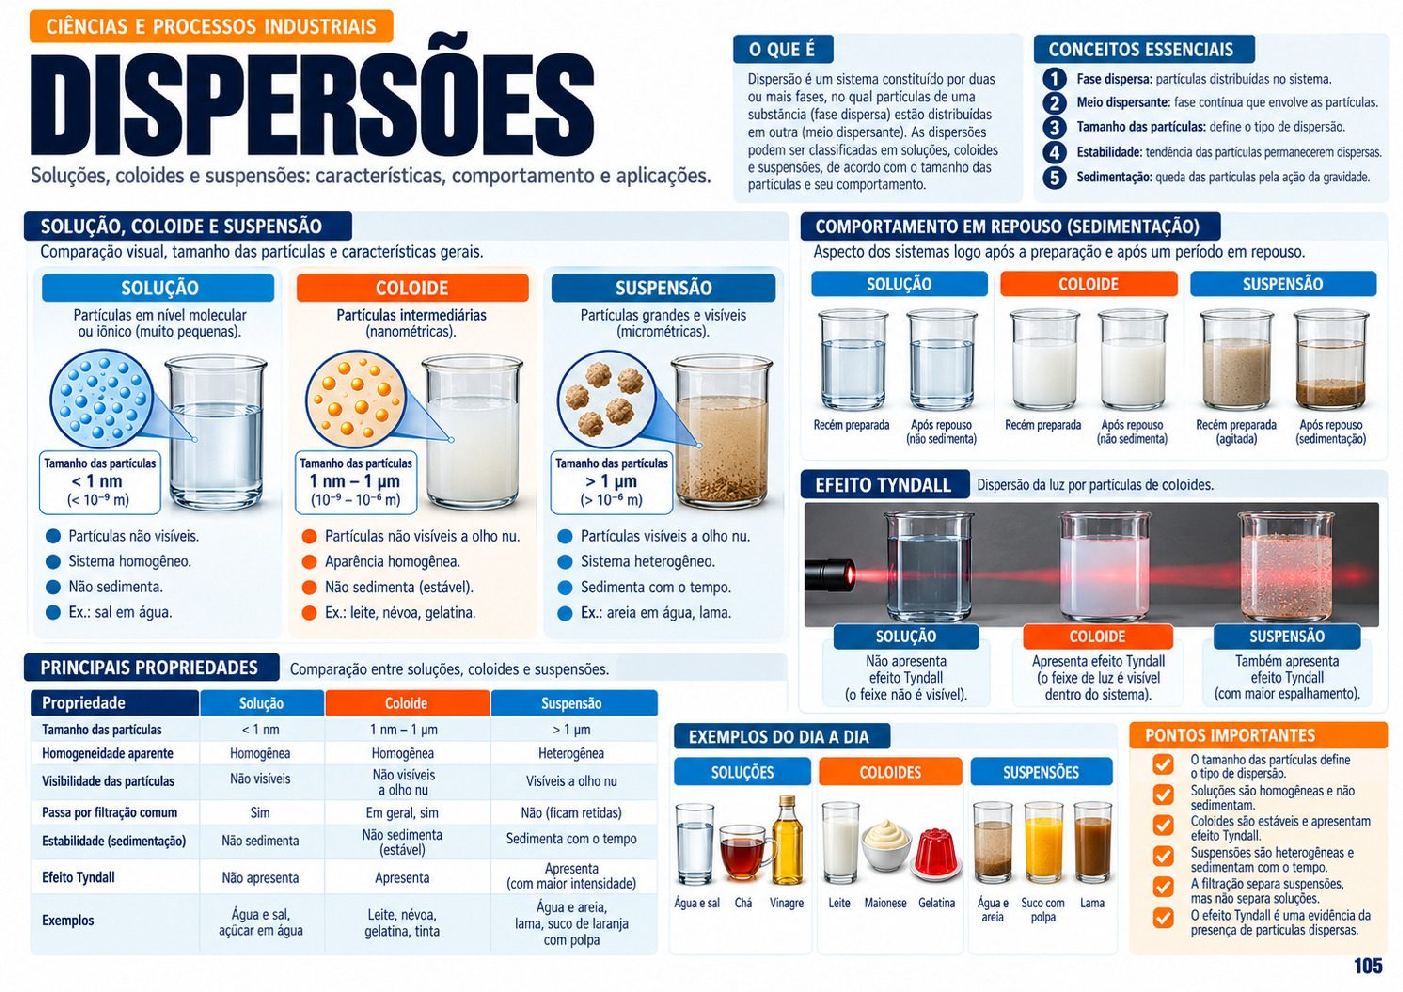 CIÊNCIAS E PROCESSOS INDUSTRIAIS
DISPERSÕES
Soluções, coloides e suspensões: características, comportamento e aplicações.
O QUE É
Dispersão é um sistema constituído por duas
ou mais fases, no qual partículas de uma
substância (fase dispersa) estão distribuídas
em outra (meio dispersante). As dispersões
podem ser classificadas em soluções, coloides
e suspensões, de acordo com o tamanho das
partículas e seu comportamento.
CONCEITOS ESSENCIAIS
1 Fase dispersa: partículas distribuídas no sistema.
2 Meio dispersante: fase contínua que envolve as partículas.
3 Tamanho das partículas: define o tipo de dispersão.
4 Estabilidade: tendência das partículas permanecerem dispersas.
5 Sedimentação: queda das partículas pela ação da gravidade.
SOLUÇÃO, COLOIDE E SUSPENSÃO
Comparação visual, tamanho das partículas e características gerais.
SOLUÇÃO
Partículas em nível molecular
ou iônico (muito pequenas).
Tamanho das partículas
< 1 nm
(< 10⁻⁹ m)
Partículas não visíveis.
Sistema homogêneo.
Não sedimenta.
Ex.: sal em água.
COLOIDE
Partículas intermediárias
(nanométricas).
Tamanho das partículas
1 nm – 1 µm
(10⁻⁹ – 10⁻⁶ m)
Partículas não visíveis a olho nu.
Aparência homogênea.
Não sedimenta (estável).
Ex.: leite, névoa, gelatina.
SUSPENSÃO
Partículas grandes e visíveis
(micrométricas).
Tamanho das partículas
> 1 µm
(> 10⁻⁶ m)
Partículas visíveis a olho nu.
Sistema heterogêneo.
Sedimenta com o tempo.
Ex.: areia em água, lama.
COMPORTAMENTO EM REPOUSO (SEDIMENTAÇÃO)
Aspecto dos sistemas logo após a preparação e após um período em repouso.
SOLUÇÃO
Recém preparada
Após repouso
(não sedimenta)
COLOIDE
Recém preparada
Após repouso
(não sedimenta)
SUSPENSÃO
Recém preparada
(agitada)
Após repouso
(sedimentação)
EFEITO TYNDALL
Dispersão da luz por partículas de coloides.
SOLUÇÃO
Não apresenta
efeito Tyndall
(o feixe não é visível).
COLOIDE
Apresenta efeito Tyndall
(o feixe de luz é visível
dentro do sistema).
SUSPENSÃO
Também apresenta
efeito Tyndall
(com maior espalhamento).
PRINCIPAIS PROPRIEDADES
Comparação entre soluções, coloides e suspensões.
Propriedade Solução Coloide Suspensão
Tamanho das partículas < 1 nm 1 nm – 1 µm > 1 µm
Homogeneidade aparente Homogênea Homogênea Heterogênea
Visibilidade das partículas Não visíveis Não visíveis
a olho nu Visíveis a olho nu
Passa por filtração comum Sim Em geral, sim Não (ficam retidas)
Estabilidade (sedimentação) Não sedimenta Não sedimenta
(estável) Sedimenta com o tempo
Efeito Tyndall Não apresenta Apresenta Apresenta
(com maior intensidade)
Exemplos Água e sal,
açúcar em água
Leite, névoa,
gelatina, tinta
Água e areia,
lama, suco de laranja
com polpa
EXEMPLOS DO DIA A DIA
SOLUÇÕES
Água e sal
Chá
Vinagre
COLOIDES
Leite
Maionese
Gelatina
SUSPENSÕES
Água e
areia
Suco com
polpa
Lama
PONTOS IMPORTANTES
O tamanho das partículas define
o tipo de dispersão.
Soluções são homogêneas e não
sedimentam.
Coloides são estáveis e apresentam
efeito Tyndall.
Suspensões são heterogêneas e
sedimentam com o tempo.
A filtração separa suspensões,
mas não separa soluções.
O efeito Tyndall é uma evidência da
presença de partículas dispersas.
105